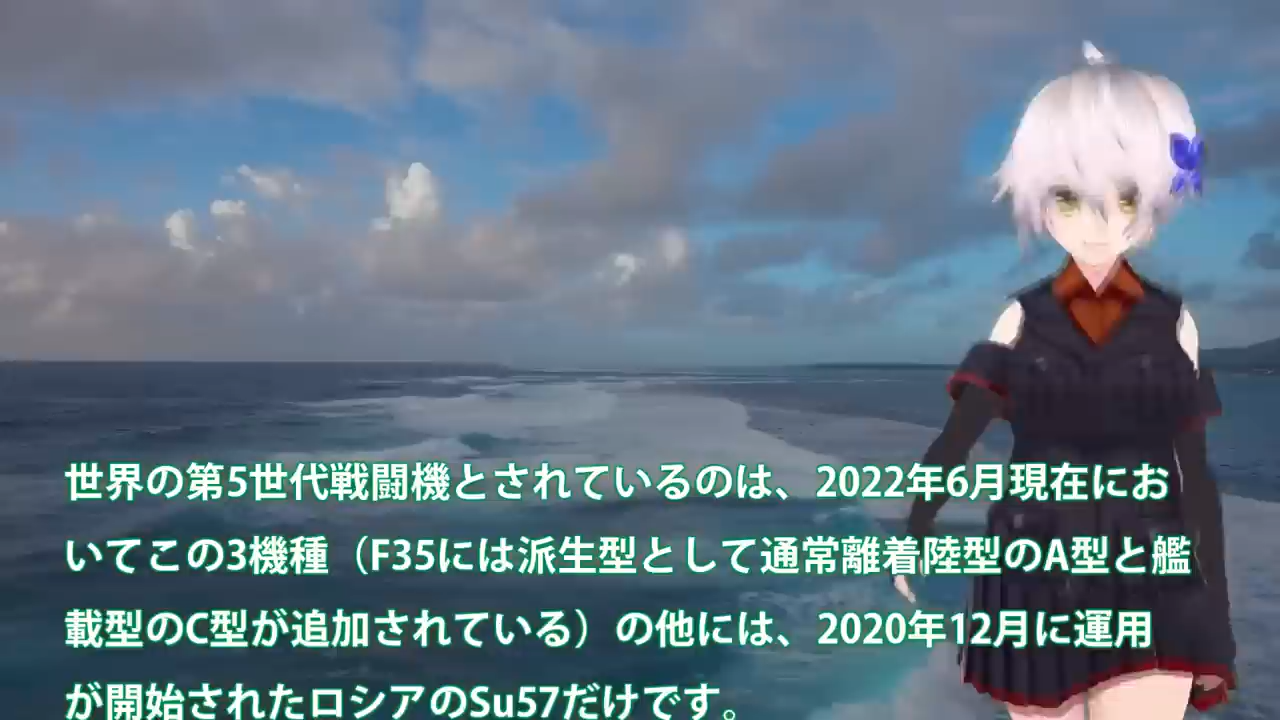 世界の第5世代戦闘機とされているのは、2022年6月現在にお
いてこの3機種（F35には派生型として通常離着陸型のA型と艦
載型のC型が追加されている）の他には、2020年12月に運用
が開始されたロシアのSu57だけです。